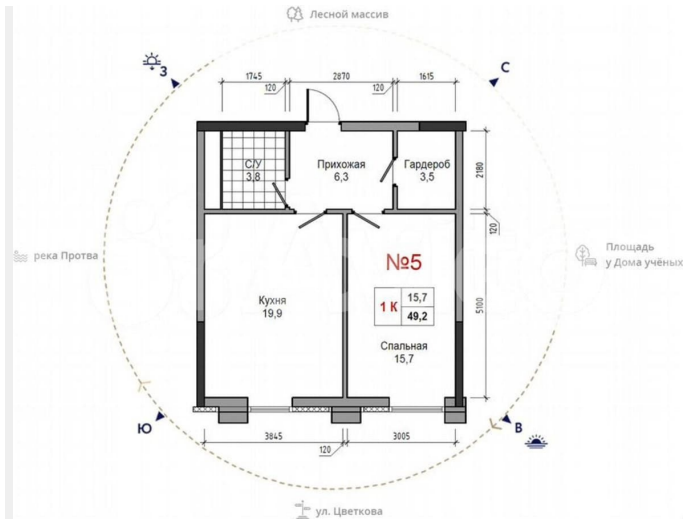 Лесной массив
З
С
1745
2870
1615
120
120
С/У
3,8
Прихожая
6,3
Гардероб
3,5
2180
120
река Протва
Площадь
у Дома учёных
№5
1 К
15,7
49,2
Кухня
19,9
Спальная
15,7
5100
Ю
В
3845
3005
120
ул. Цветкова